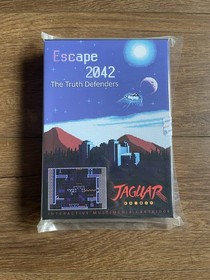 Escape
2042
The Truth Defenders
JAGUAR
INTERACTIVE MULTIMEDIA CARTRIDGE